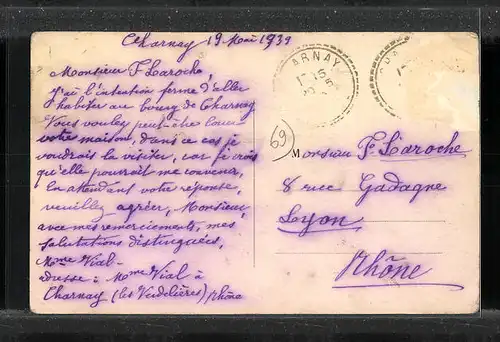 Charnay 19 Mai 1939
Monsieur F Laroche,
J'ai l'intention ferme d'aller
habiter au bourg de Charnay
Vous voulez peut-être louer
votre maison, dans ce cas je
voudrais la visiter, car je crois
qu'elle pourrait me convenir,
En attendant votre réponse,
veuillez agréer, Monsieur,
avec mes remerciements, mes
salutations distinguées,
Mme Vial
adresse à Mme Vial à
Charnay (les Verdelières) Rhône
ARNAY
69
Monsieur Fs Laroche
8 rue Gadagne
Lyon
Rhône